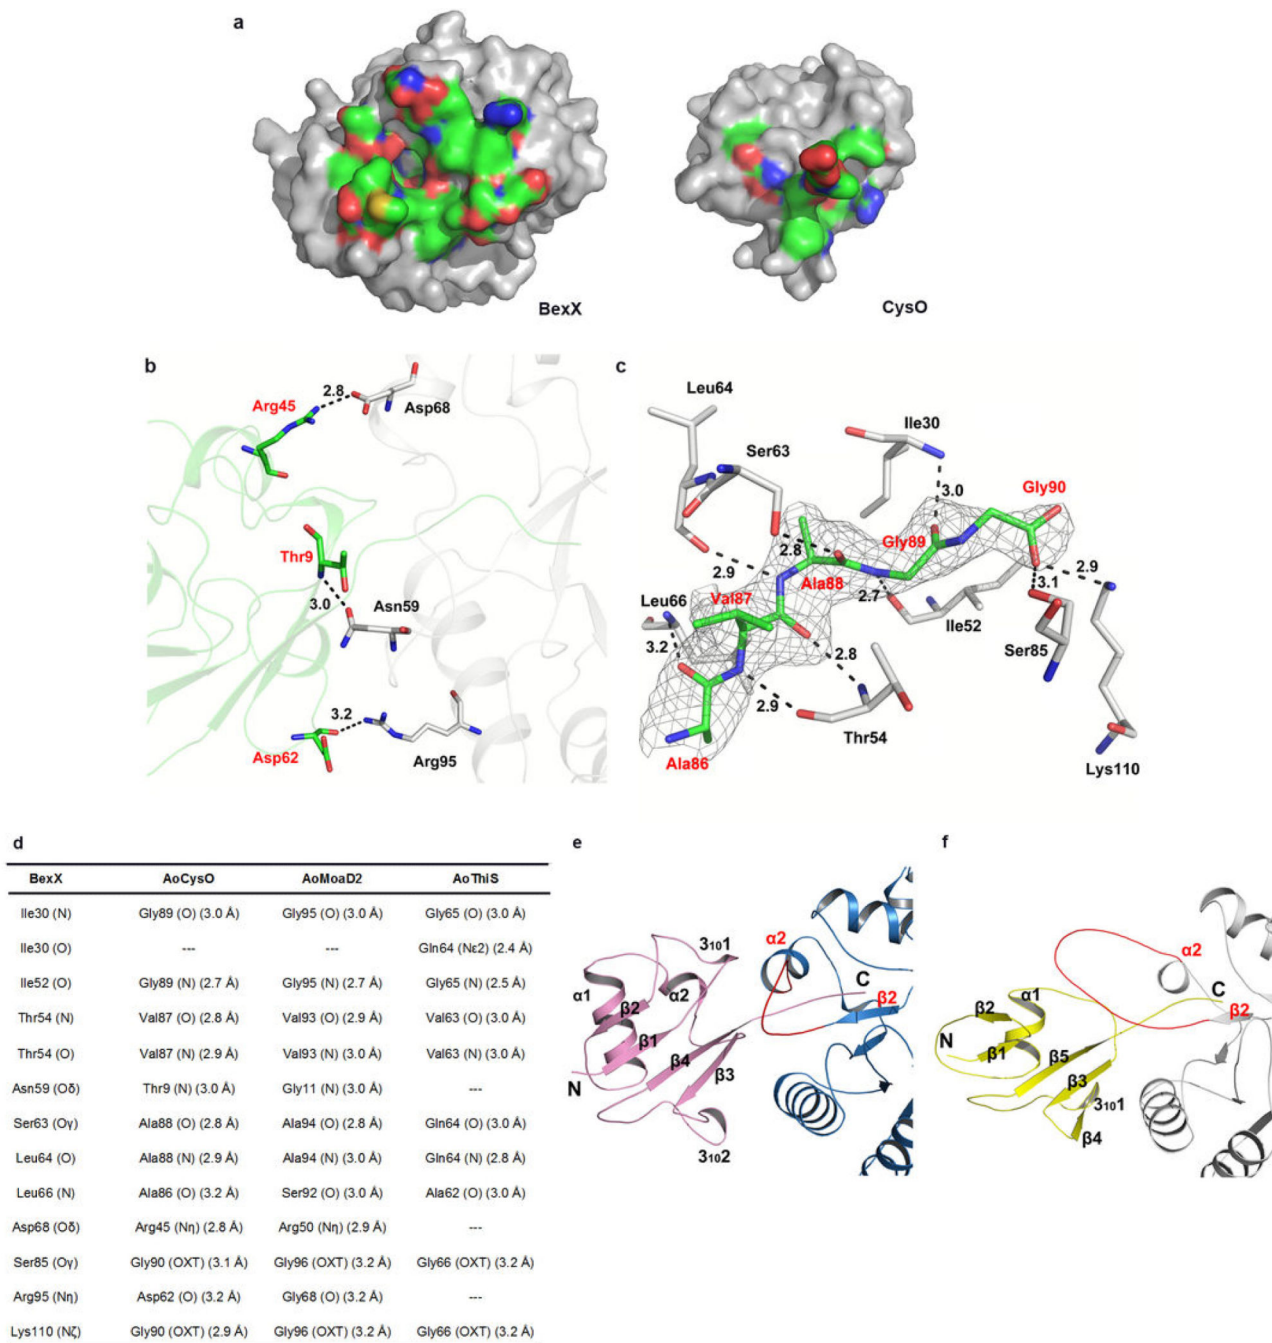 a
BexX
CysO
b
Arg45
2.8
Asp68
Thr9
3.0
Asn59
3.2
Asp62
Arg95
c
Leu64
Ile30
Ser63
3.0
Gly90
Gly89
2.8
2.9
Ala88
2.9
3.1
2.7
Val87
Leu66
Ile52
Ser85
3.2
2.8
2.9
Thr54
Ala86
Lys110
d
BexX AoCysO AoMoaD2 AoThiS
Ile30 (N) Gly89 (O) (3.0 Å) Gly95 (O) (3.0 Å) Gly65 (O) (3.0 Å)
Ile30 (O) --- --- Gln64 (Nε2) (2.4 Å)
Ile52 (O) Gly89 (N) (2.7 Å) Gly95 (N) (2.7 Å) Gly65 (N) (2.5 Å)
Thr54 (N) Val87 (O) (2.8 Å) Val93 (O) (2.9 Å) Val63 (O) (3.0 Å)
Thr54 (O) Val87 (N) (2.9 Å) Val93 (N) (3.0 Å) Val63 (N) (3.0 Å)
Asn59 (Oδ) Thr9 (N) (3.0 Å) Gly11 (N) (3.0 Å) ---
Ser63 (Oγ) Ala88 (O) (2.8 Å) Ala94 (O) (2.8 Å) Gln64 (O) (3.0 Å)
Leu64 (O) Ala88 (N) (2.9 Å) Ala94 (N) (3.0 Å) Gln64 (N) (2.8 Å)
Leu66 (N) Ala86 (O) (3.2 Å) Ser92 (O) (3.0 Å) Ala62 (O) (3.0 Å)
Asp68 (Oδ) Arg45 (Nη) (2.8 Å) Arg50 (Nη) (2.9 Å) ---
Ser85 (Oγ) Gly90 (OXT) (3.1 Å) Gly96 (OXT) (3.2 Å) Gly66 (OXT) (3.2 Å)
Arg95 (Nη) Asp62 (O) (3.2 Å) Gly68 (O) (3.2 Å) ---
Lys110 (Nζ) Gly90 (OXT) (2.9 Å) Gly96 (OXT) (3.2 Å) Gly66 (OXT) (3.2 Å)
e
3₁₀1
α2
α1
α2
C
β2
β2
β1
β4
N
β3
3₁₀2
f
α2
C
α1
β2
β2
N
β1
β5
β3
3₁₀1
β4